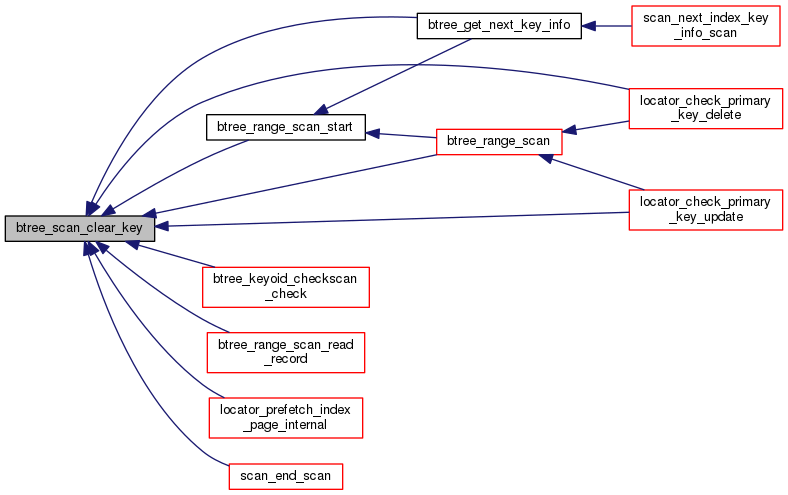 btree_get_next_key_info
scan_next_index_key
_info_scan
locator_check_primary
_key_delete
btree_range_scan_start
btree_range_scan
locator_check_primary
_key_update
btree_scan_clear_key
btree_keyoid_checkscan
_check
btree_range_scan_read
_record
locator_prefetch_index
_page_internal
scan_end_scan